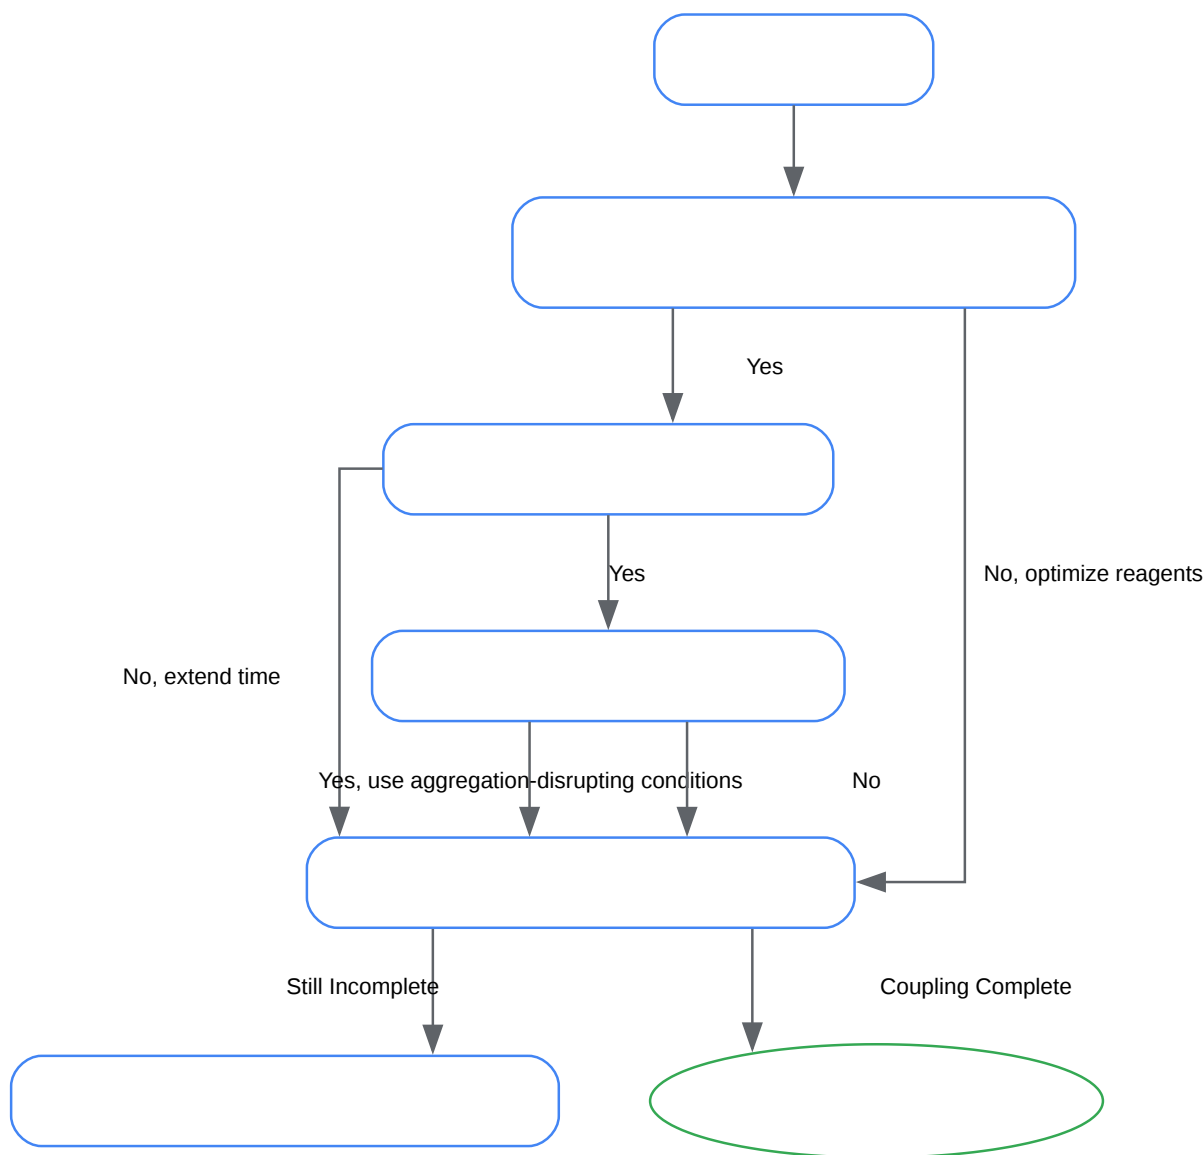 Yes
Yes
No, optimize reagents
No, extend time
Yes, use aggregation-disrupting conditions
No
Still Incomplete
Coupling Complete